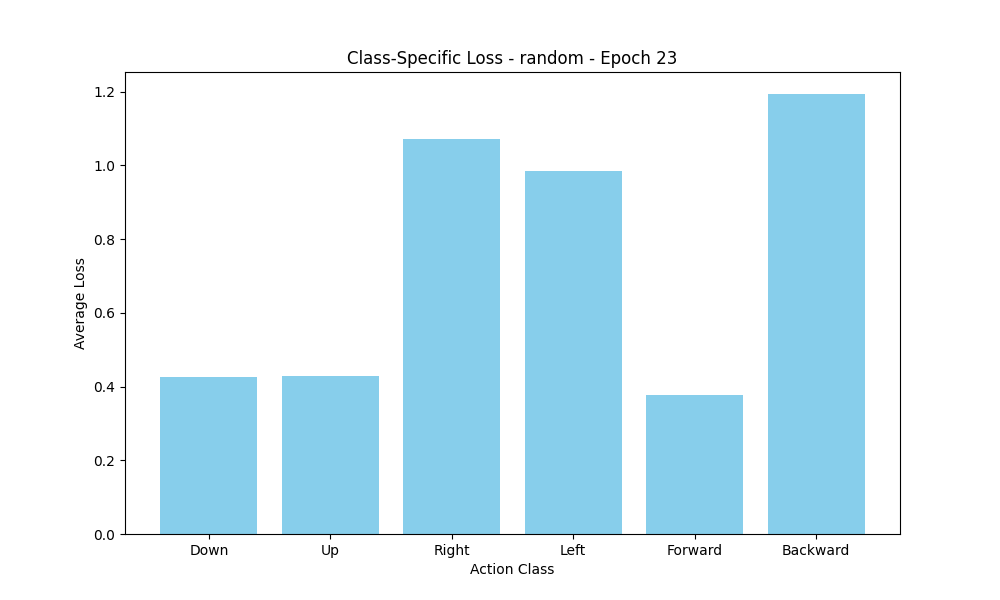 Class-Specific Loss - random - Epoch 23
1.2
1.0
0.8
0.6
0.4
0.2
0.0
Average Loss
Down Up Right Left Forward Backward
Action Class